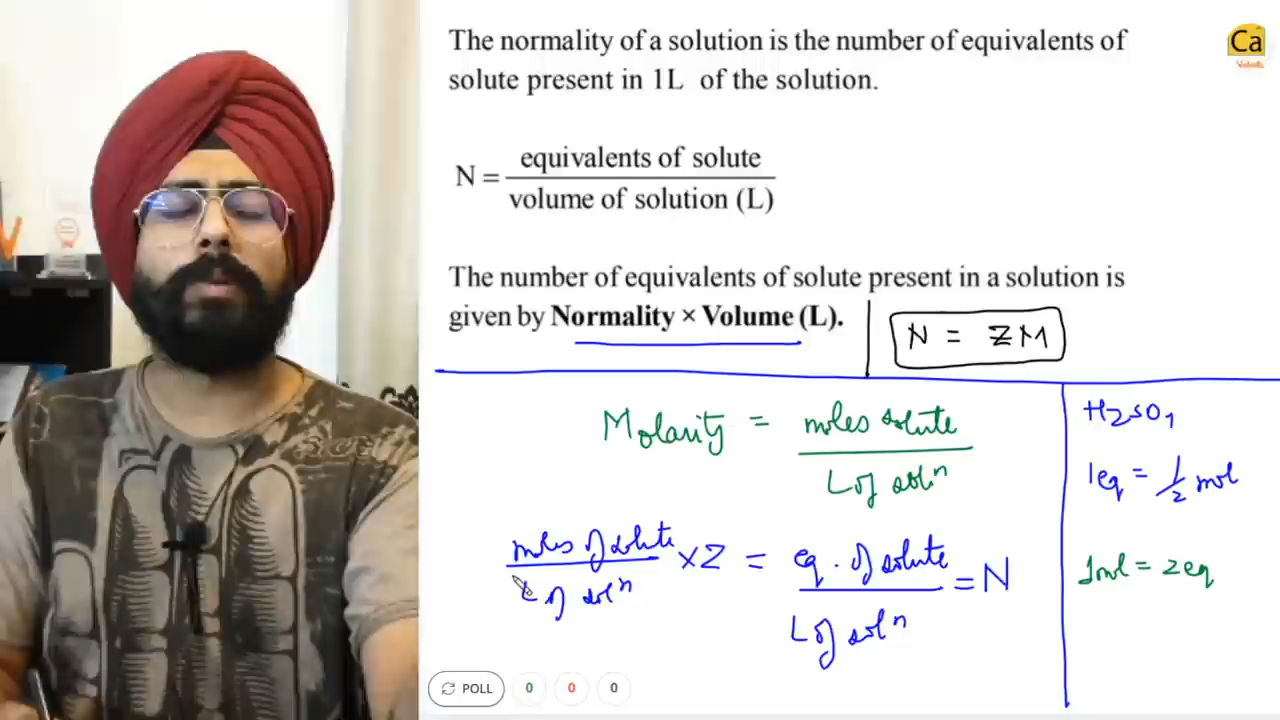 The normality of a solution is the number of equivalents of
solute present in 1L of the solution.
Ca
N = equivalents of solute
volume of solution (L)
The number of equivalents of solute present in a solution is
given by Normality × Volume (L).
N = ZM
Molarity = moles solute
L of solⁿ
moles of solute × Z = eq. of solute = N
L of solⁿ
L of solⁿ
H2SO4
1eq = 1/2 mol
1mol = 2eq
POLL 0 0 0